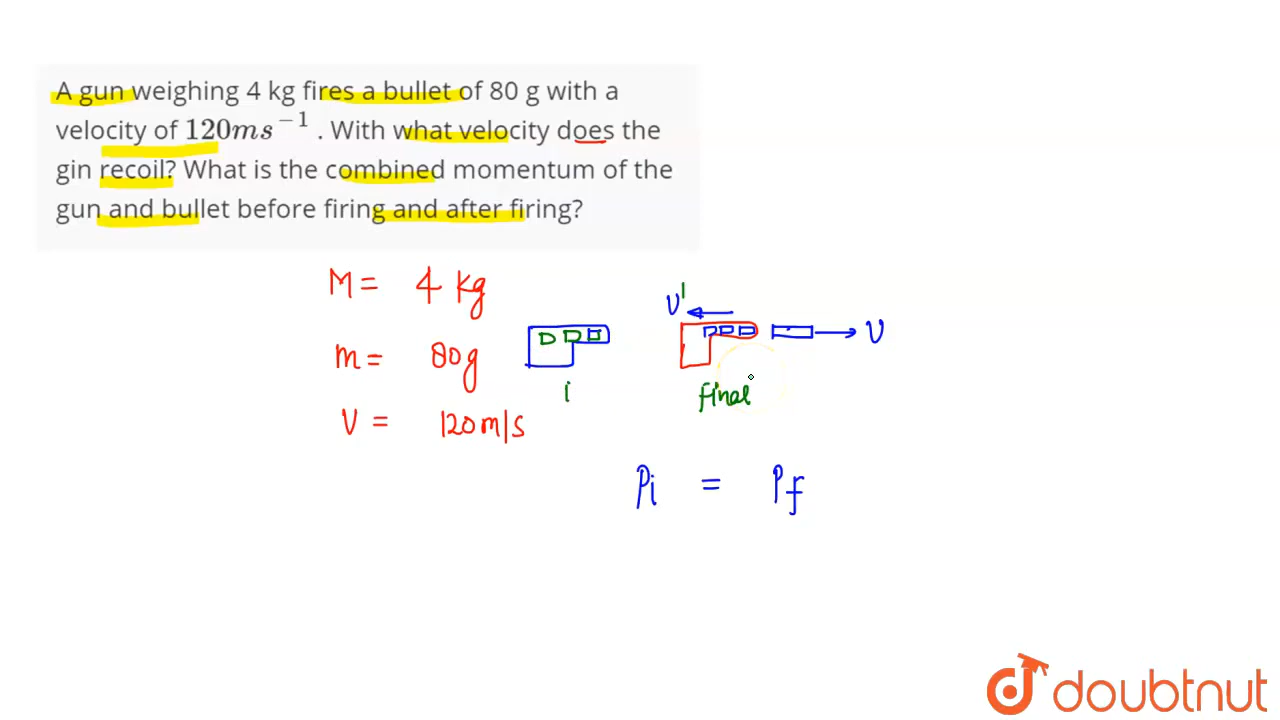 A gun weighing 4 kg fires a bullet of 80 g with a
velocity of 120ms⁻¹ . With what velocity does the
gin recoil? What is the combined momentum of the
gun and bullet before firing and after firing?
M = 4 kg
m = 80g
V = 120m/s
V'
V
i
final
Pi = Pf
doubtnut